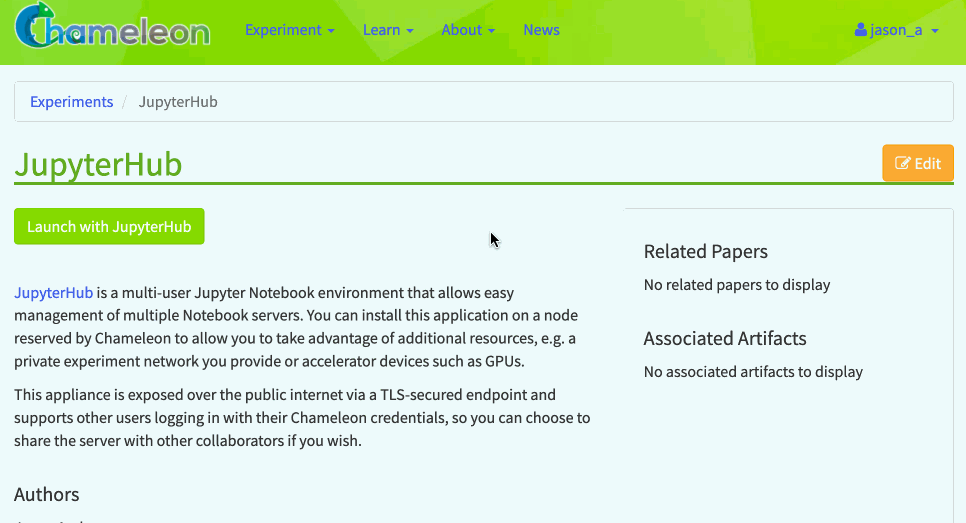 Chameleon
Experiment Learn About News jason_a
Experiments / JupyterHub
JupyterHub
Edit
Launch with JupyterHub
JupyterHub is a multi-user Jupyter Notebook environment that allows easy
management of multiple Notebook servers. You can install this application on a node
reserved by Chameleon to allow you to take advantage of additional resources, e.g. a
private experiment network you provide or accelerator devices such as GPUs.
This appliance is exposed over the public internet via a TLS-secured endpoint and
supports other users logging in with their Chameleon credentials, so you can choose to
share the server with other collaborators if you wish.
Authors
Related Papers
No related papers to display
Associated Artifacts
No associated artifacts to display